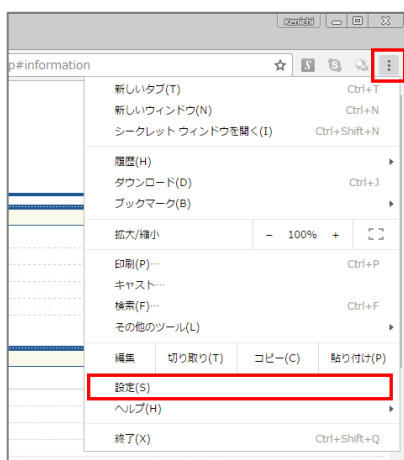 Kenichi
p#information
新しいタブ(T) Ctrl+T
新しいウィンドウ(N) Ctrl+N
シークレット ウィンドウを開く(I) Ctrl+Shift+N
履歴(H)
ダウンロード(D) Ctrl+J
ブックマーク(B)
拡大/縮小 － 100% +
印刷(P)… Ctrl+P
キャスト…
検索(F)… Ctrl+F
その他のツール(L)
編集 切り取り(T) コピー(C) 貼り付け(P)
設定(S)
ヘルプ(H)
終了(X) Ctrl+Shift+Q